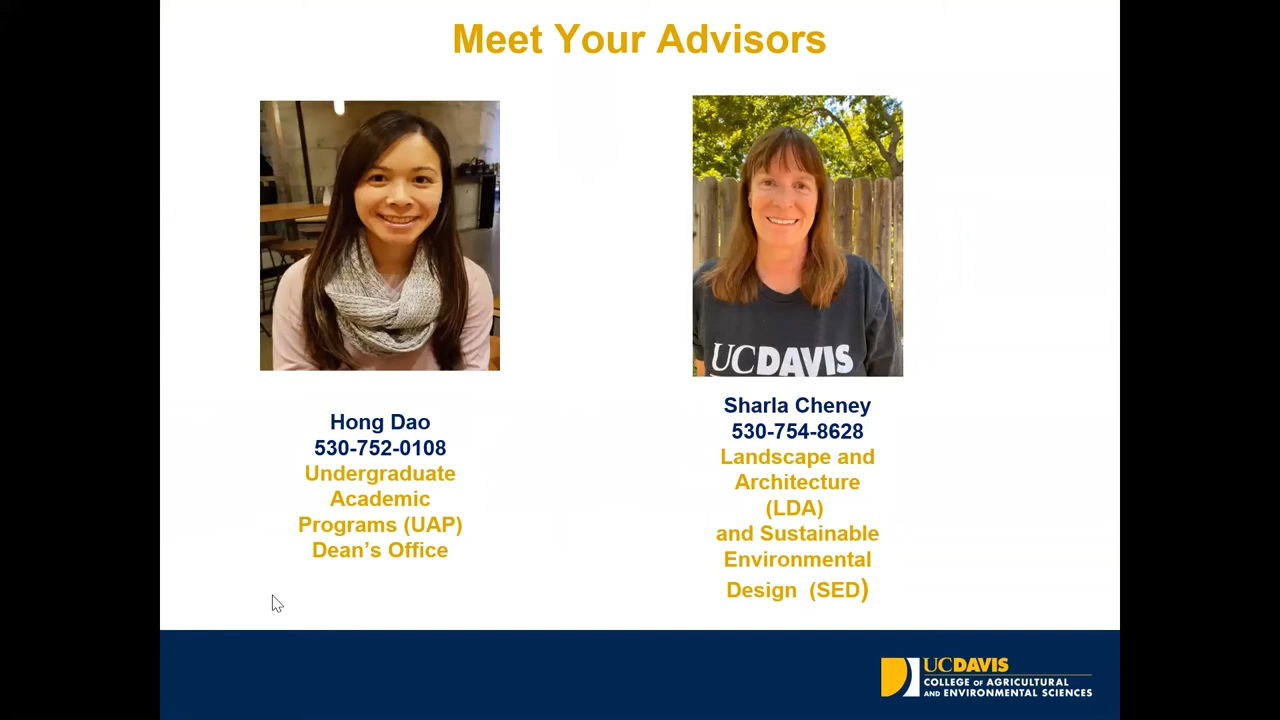 Meet Your Advisors
UCDAVIS
Hong Dao
530-752-0108
Undergraduate
Academic
Programs (UAP)
Dean’s Office
Sharla Cheney
530-754-8628
Landscape and
Architecture
(LDA)
and Sustainable
Environmental
Design (SED)
UCDAVIS
COLLEGE OF AGRICULTURAL
AND ENVIRONMENTAL SCIENCES